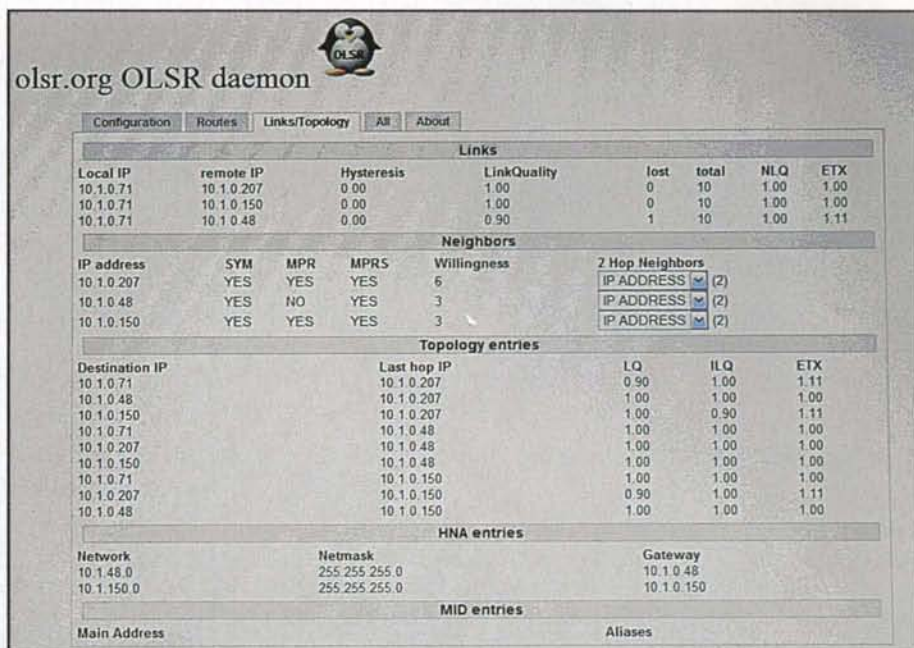 OLSR
olsr.org OLSR daemon
Configuration Routes Links/Topology All About
Links
Local IP remote IP Hysteresis LinkQuality lost total NLQ ETX
10.1.0.71 10.1.0.207 0.00 1.00 0 10 1.00 1.00
10.1.0.71 10.1.0.150 0.00 1.00 0 10 1.00 1.00
10.1.0.71 10.1.0.48 0.00 0.90 1 10 1.00 1.11
Neighbors
IP address SYM MPR MPRS Willingness 2 Hop Neighbors
10.1.0.207 YES YES YES 6 IP ADDRESS (2)
10.1.0.48 YES NO YES 3 IP ADDRESS (2)
10.1.0.150 YES YES YES 3 IP ADDRESS (2)
Topology entries
Destination IP Last hop IP LQ ILQ ETX
10.1.0.71 10.1.0.207 0.90 1.00 1.11
10.1.0.48 10.1.0.207 1.00 1.00 1.00
10.1.0.150 10.1.0.207 1.00 0.90 1.11
10.1.0.71 10.1.0.48 1.00 1.00 1.00
10.1.0.207 10.1.0.48 1.00 1.00 1.00
10.1.0.150 10.1.0.48 1.00 1.00 1.00
10.1.0.71 10.1.0.150 1.00 1.00 1.00
10.1.0.207 10.1.0.150 0.90 1.00 1.11
10.1.0.48 10.1.0.150 1.00 1.00 1.00
HNA entries
Network Netmask Gateway
10.1.48.0 255.255.255.0 10.1.0.48
10.1.150.0 255.255.255.0 10.1.0.150
MID entries
Main Address Aliases